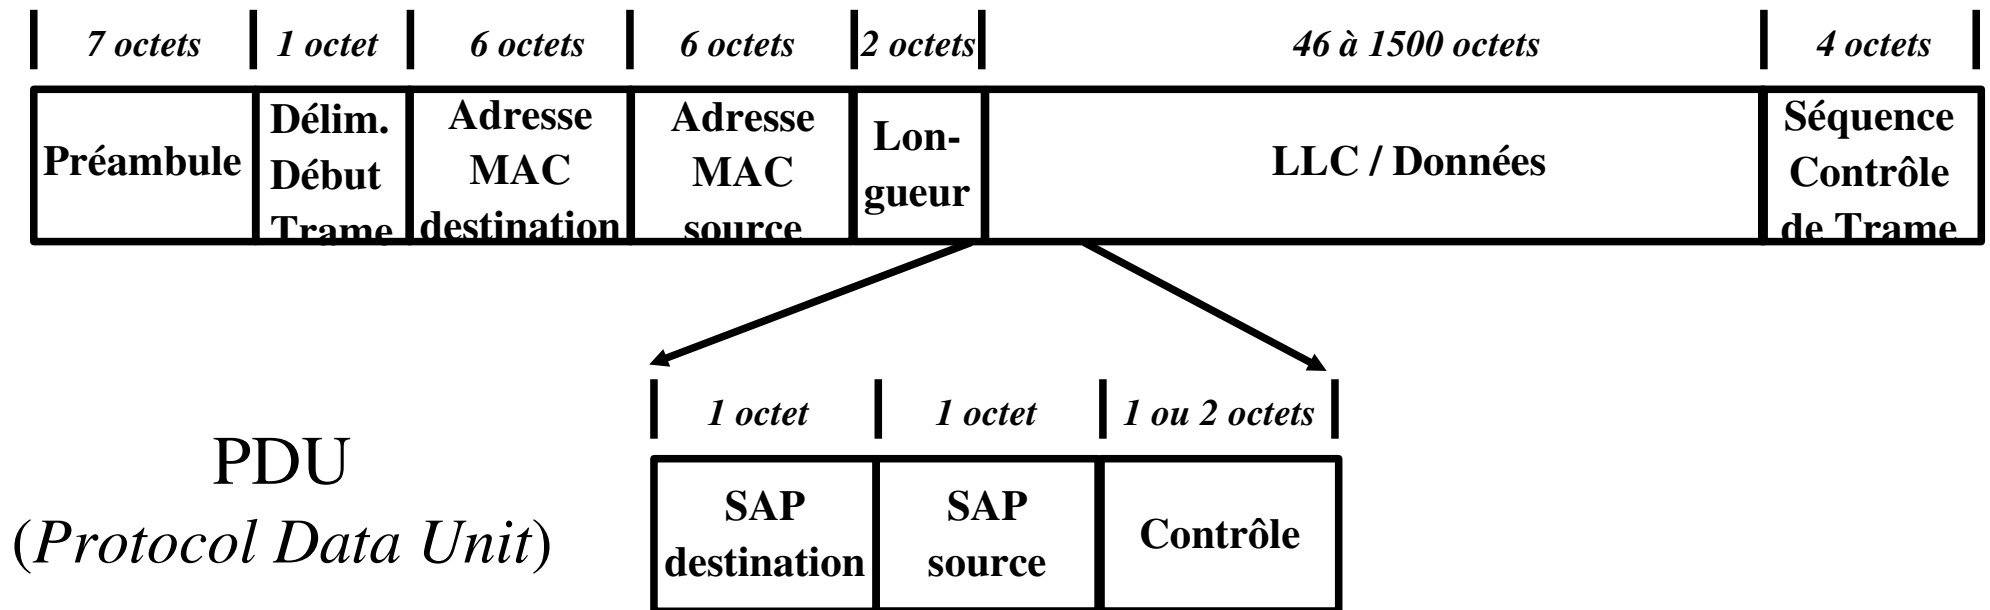 7 octets 1 octet 6 octets 6 octets 2 octets 46 à 1500 octets 4 octets
Préambule
Délim.
Début
Trame
Adresse
MAC
destination
Adresse
MAC
source
Lon-
gueur
LLC / Données
Séquence
Contrôle
de Trame
1 octet 1 octet 1 ou 2 octets
PDU
(Protocol Data Unit)
SAP
destination
SAP
source
Contrôle